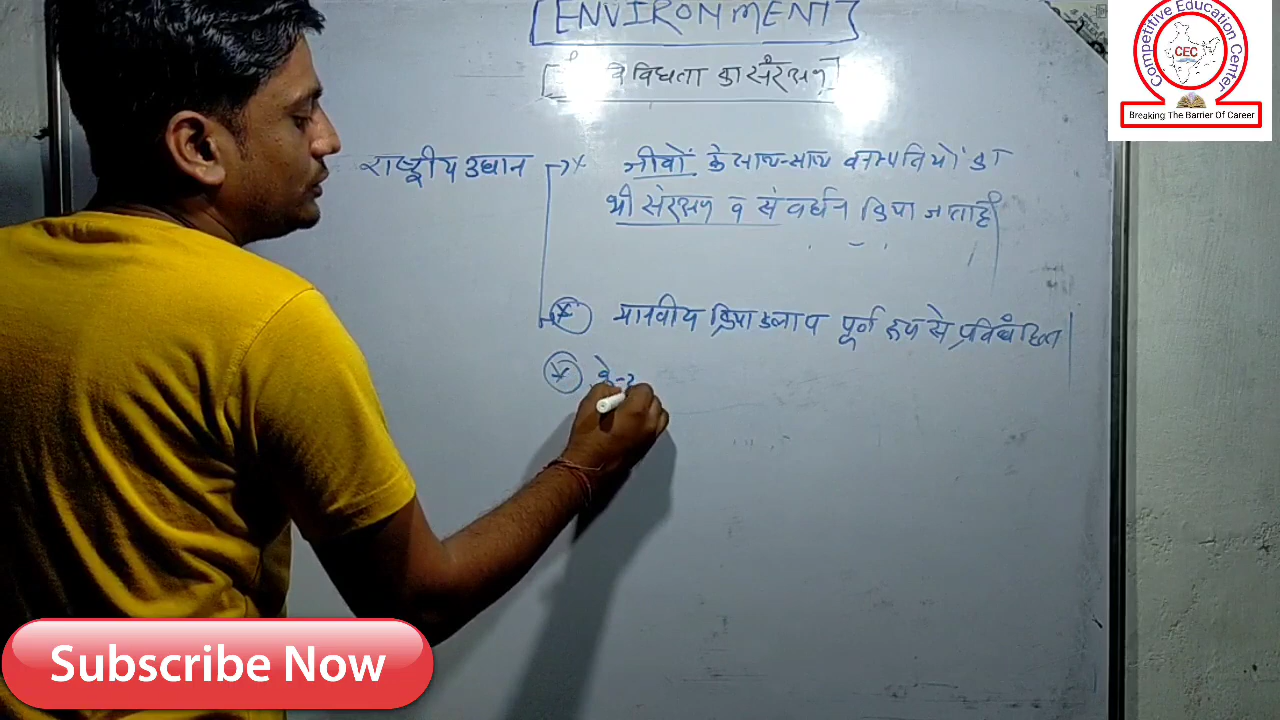 [ENVIRONMENT]
विविधता का संरक्षण
राष्ट्रीय उधान
* जीवों के साथ-साथ वनस्पतियों का
भी संरक्षण व संवर्धन किया जाता है|
* मानवीय क्रिया कलाप पूर्ण रूप से प्रतिबंधित|
* के
Competitive Education Center
CEC
Breaking The Barrier Of Career
Subscribe Now